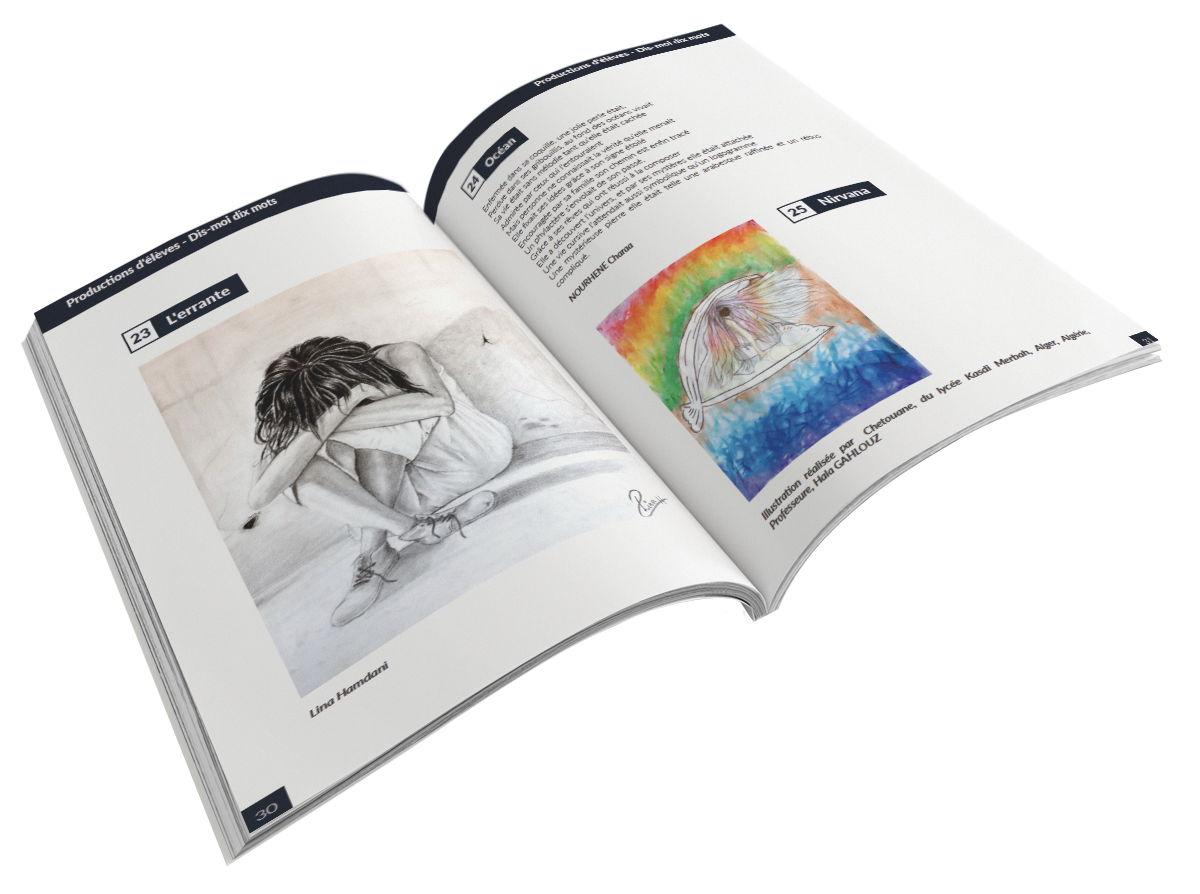 Productions d'élèves - Dis-moi dix mots
23 L'errante
Lina Hamdani
30
Productions d'élèves - Dis-moi dix mots
24 Océan
Enfermée dans sa coquille, une jolie perle était,
Perdue dans ses gribouillis, au fond des océans vivait
Sa vie était sans mélodie tant qu'elle était cachée
Admirée par ceux qui l'entouraient
Mais personne ne connaissait la vérité qu'elle menait
Elle fixait ses idées grâce à son signe étoilé
Encouragée par sa famille son chemin est enfin tracé
Un phylactère s'envolait de son passé.
Grâce à ses rêves qui ont réussi à la composer
Elle a découvert l'univers, et par ses mystères elle était attachée
Une vie cursive l'attendait aussi symbolique qu'un logogramme
Une mystérieuse pierre elle était telle une arabesque raffinée et un rébus
compliqué.
NOURHENE Charaa
25 Nirvana
Illustration réalisée par Chetouane, du lycée Kasdi Merbah, Alger, Algérie,
Professeure, Hala GAHLOUZ
31